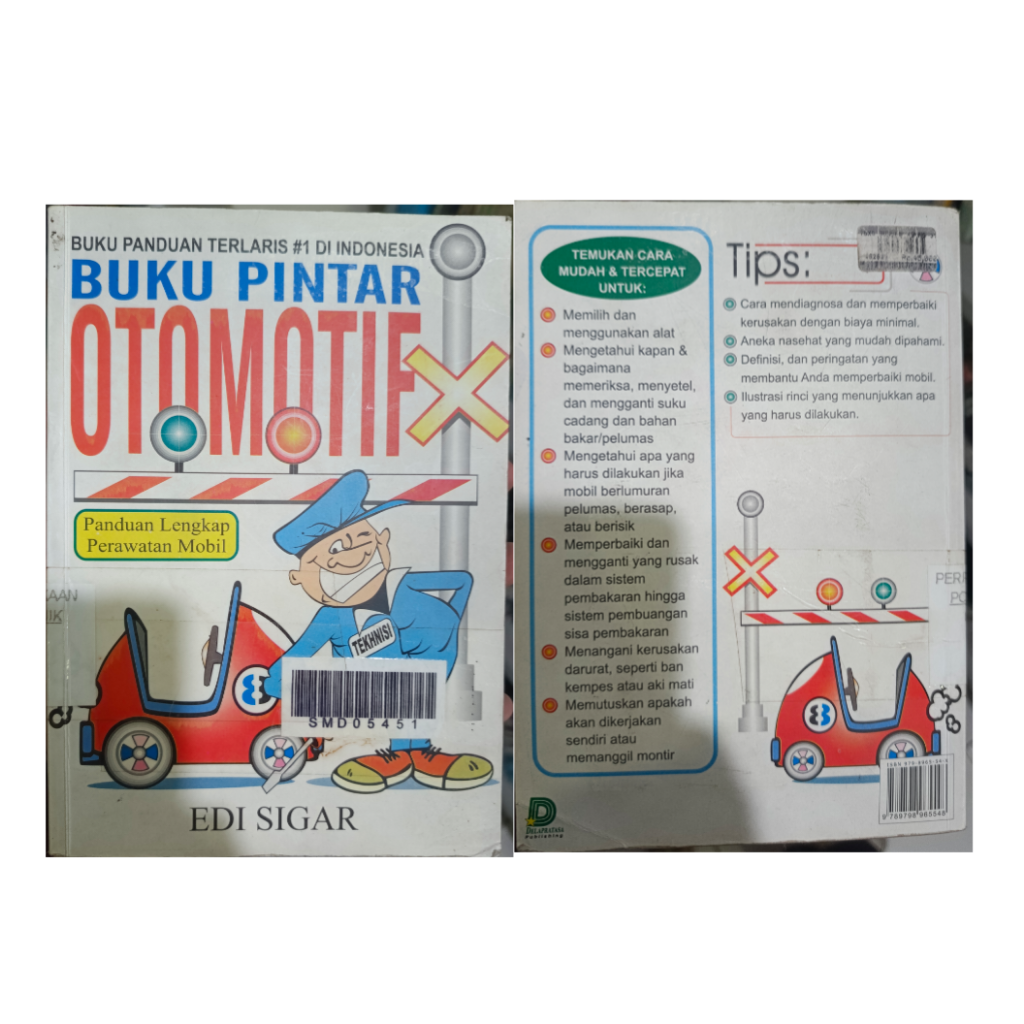 BUKU PANDUAN TERLARIS #1 DI INDONESIA
BUKU PINTAR
OTOMOTIF
Panduan Lengkap
Perawatan Mobil
TEKHNISI
SMD05451
EDI SIGAR
TEMUKAN CARA
MUDAH & TERCEPAT
UNTUK:
Memilih dan
menggunakan alat
Mengetahui kapan &
bagaimana
memeriksa, menyetel,
dan mengganti suku
cadang dan bahan
bakar/pelumas
Mengetahui apa yang
harus dilakukan jika
mobil berlumuran
pelumas, berasap,
atau berisik
Memperbaiki dan
mengganti yang rusak
dalam sistem
pembakaran hingga
sistem pembuangan
sisa pembakaran
Menangani kerusakan
darurat, seperti ban
kempes atau aki mati
Memutuskan apakah
akan dikerjakan
sendiri atau
memanggil montir
DELAPRATASA
Publishing
Tips:
Cara mendiagnosa dan memperbaiki
kerusakan dengan biaya minimal.
Aneka nasehat yang mudah dipahami.
Definisi, dan peringatan yang
membantu Anda memperbaiki mobil.
Ilustrasi rinci yang menunjukkan apa
yang harus dilakukan.